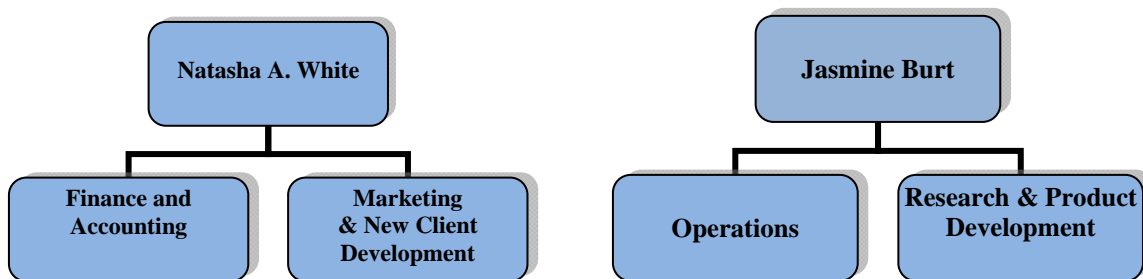 Natasha A. White
Jasmine Burt
Finance and
Accounting
Marketing
& New Client
Development
Operations
Research & Product
Development